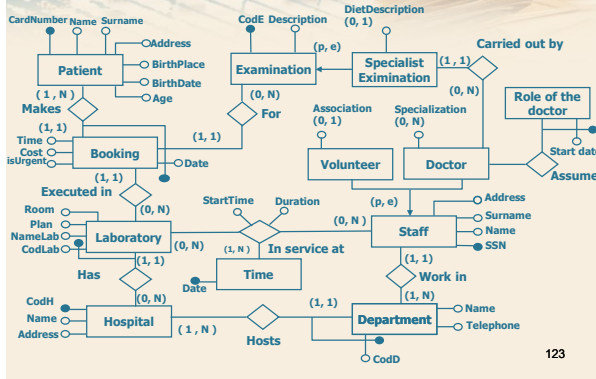 CardNumber Name Surname
Address
BirthPlace
BirthDate
Age
Patient
(1 , N)
Makes
(1, 1)
Time
Cost
isUrgent
Booking
Date
(1, 1)
CodE Description
Examination
(p, e)
(0, N)
For
(1, 1)
DietDescription
(0, 1)
Specialist
Eximination
(1 , 1)
Carried out by
(0, N)
Role of the
doctor
Start date
Assume
Association
(0, 1)
Volunteer
Specialization
(0, N)
Doctor
(p, e)
Executed in
(0, N)
Room
Plan
NameLab
CodLab
Laboratory
(0, N)
StartTime
Duration
In service at
(1, N)
(0, N)
Time
Date
Staff
Address
Surname
Name
SSN
(1, 1)
Work in
(1, N)
Has
(1, 1)
(0, N)
CodH
Name
Address
Hospital
(1 , N)
Hosts
(1, 1)
Department
Name
Telephone
CodD
123